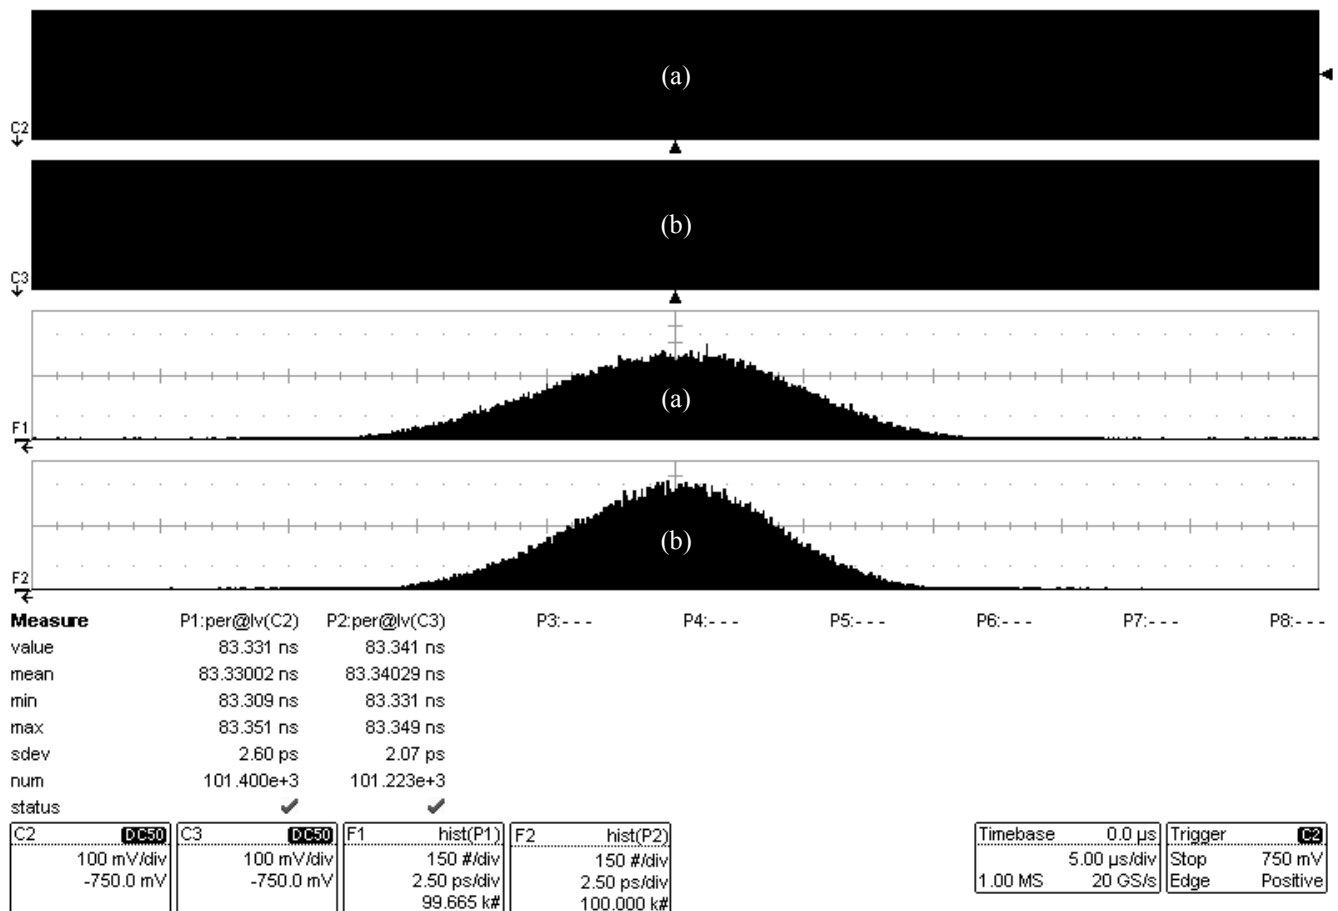 (a)
C2
(b)
C3
(a)
F1
(b)
F2
Measure P1:per@lv(C2) P2:per@lv(C3) P3:- - - P4:- - - P5:- - - P6:- - - P7:- - - P8:- - -
value 83.331 ns 83.341 ns
mean 83.33002 ns 83.34029 ns
min 83.309 ns 83.331 ns
max 83.351 ns 83.349 ns
sdev 2.60 ps 2.07 ps
num 101.400e+3 101.223e+3
status ✔ ✔
C2 DC50 C3 DC50 F1 hist(P1) F2 hist(P2) Timebase 0.0 µs Trigger C2
100 mV/div 100 mV/div 150 #/div 150 #/div 5.00 µs/div Stop 750 mV
-750.0 mV -750.0 mV 2.50 ps/div 2.50 ps/div 1.00 MS 20 GS/s Edge Positive
99.665 k# 100.000 k#